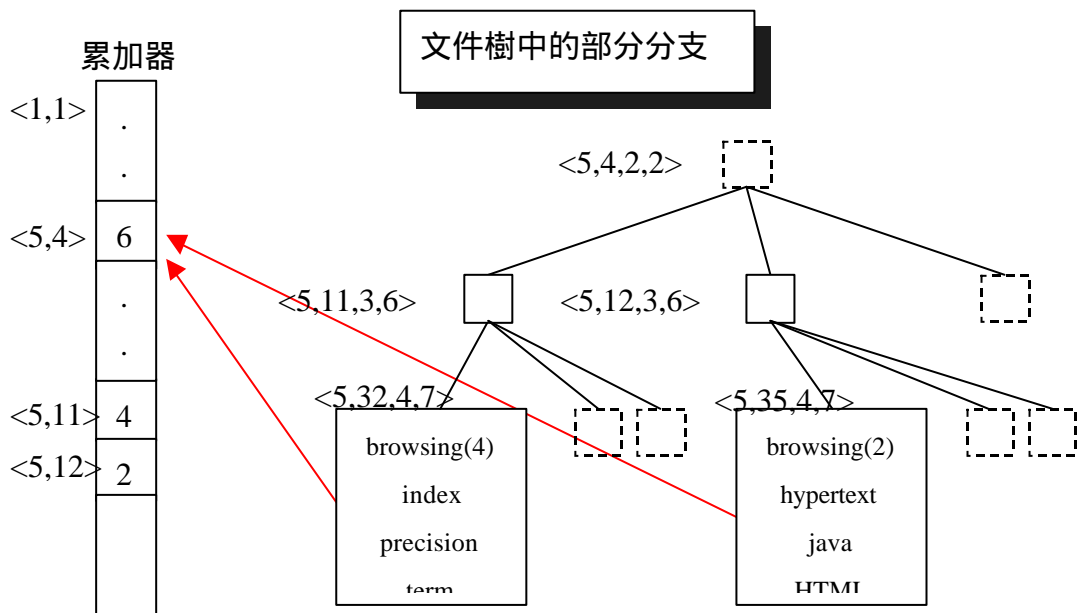 文件樹中的部分分支
累加器
<1,1>
.
.
<5,4,2,2>
<5,4>
6
<5,11,3,6>
<5,12,3,6>
.
.
<5,32,4,7>
<5,35,4,7>
<5,11>
4
<5,12>
2
browsing(4)
index
precision
term
browsing(2)
hypertext
java
HTML